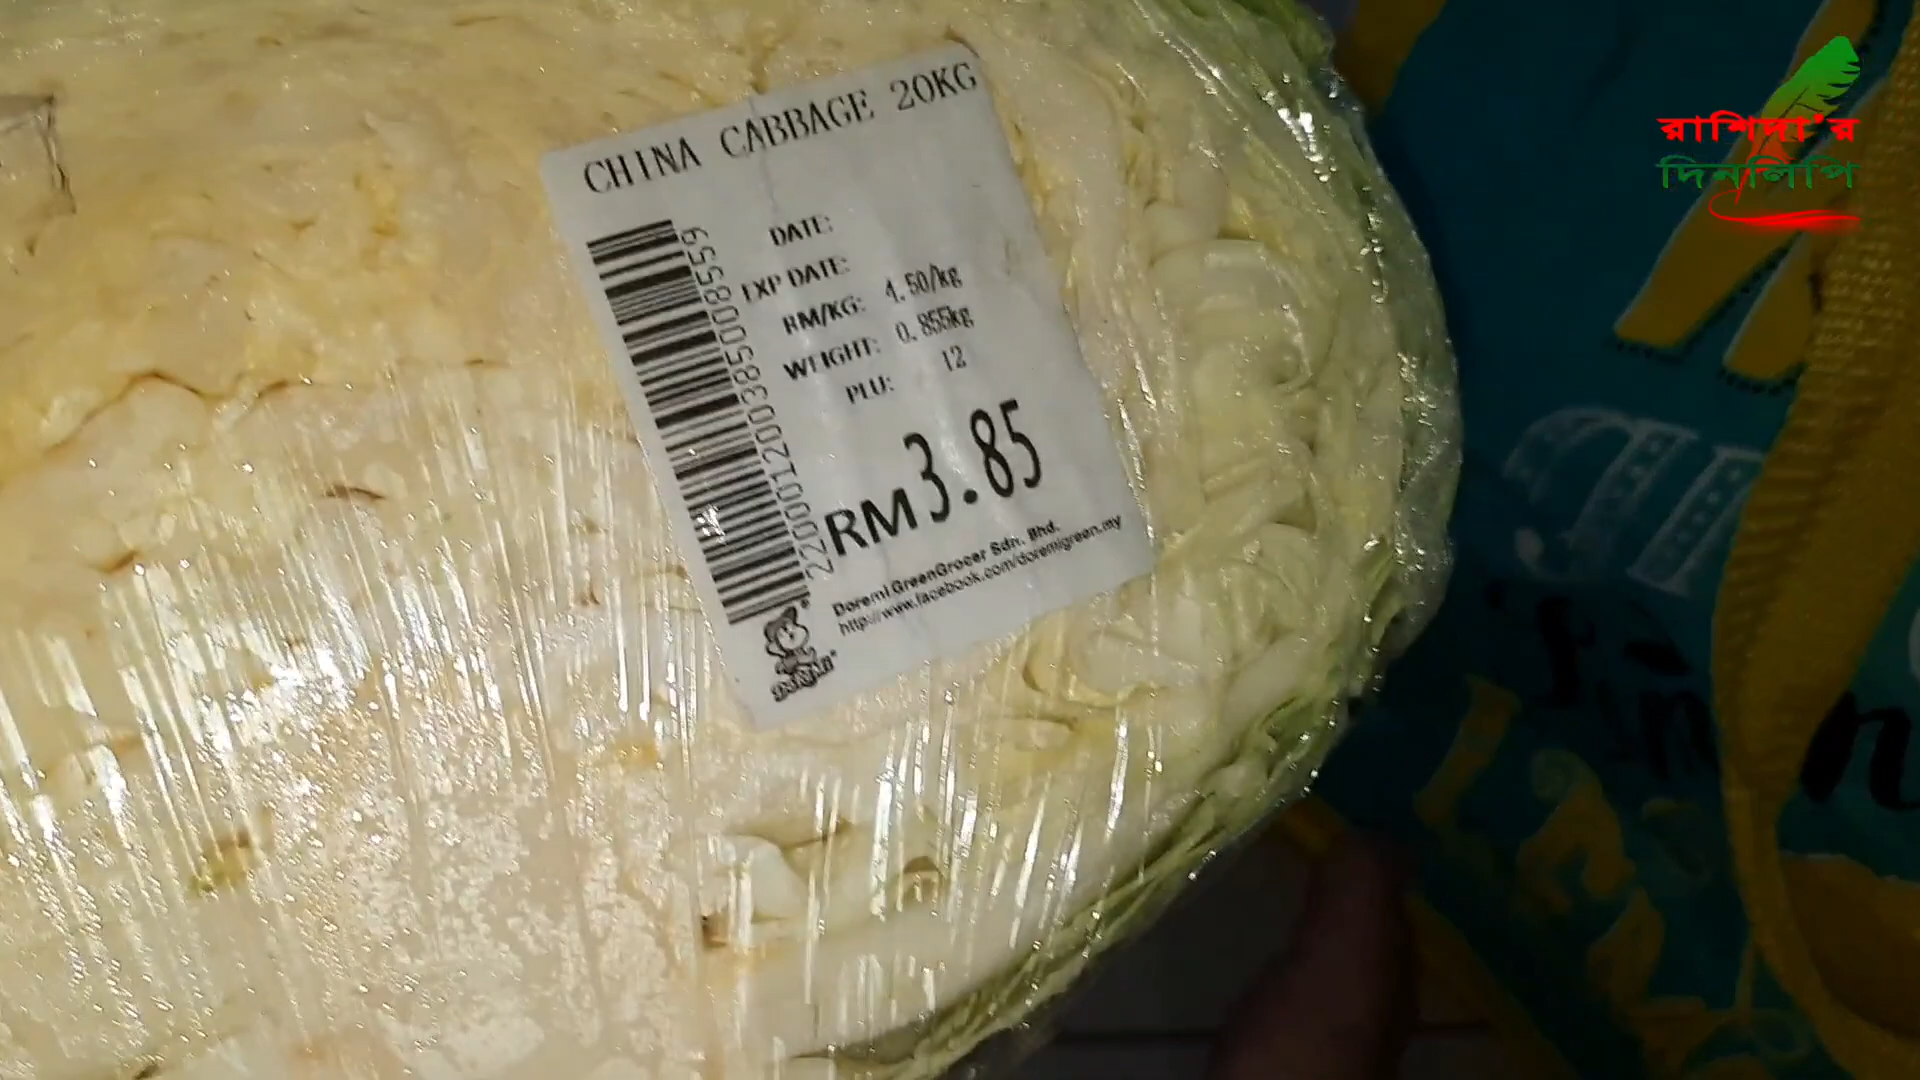 CHINA CABBAGE 20KG
DATE:
EXP DATE:
RM/KG: 4.50/kg
WEIGHT: 0.855kg
PLU: 12
RM3.85
2200012003850008559
Doremi GreenGrocer Sdn. Bhd.
http://www.facebook.com/doremigreen.my
রাশিদা'র
দিনলিপি